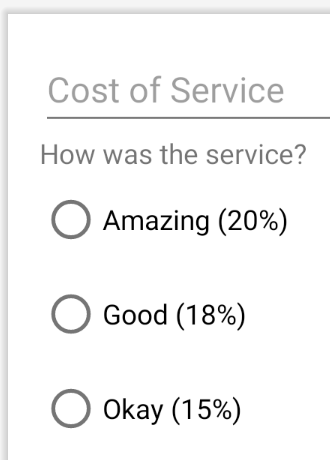 Cost of Service
How was the service?
Amazing (20%)
Good (18%)
Okay (15%)